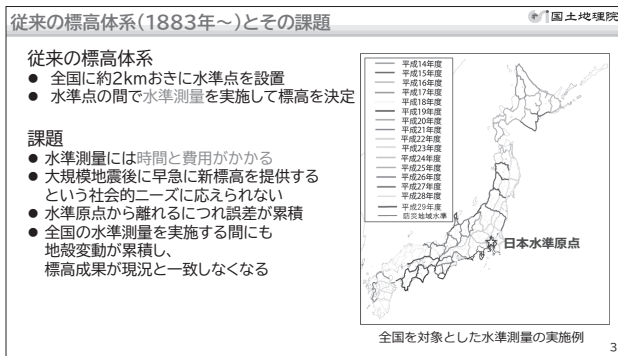 従来の標高体系(1883年~)とその課題
国土地理院
従来の標高体系
● 全国に約2kmおきに水準点を設置
● 水準点の間で水準測量を実施して標高を決定
課題
● 水準測量には時間と費用がかかる
● 大規模地震後に早急に新標高を提供する
という社会的ニーズに応えられない
● 水準原点から離れるにつれ誤差が累積
● 全国の水準測量を実施する間にも
地殻変動が累積し、
標高成果が現況と一致しなくなる
平成14年度
平成15年度
平成16年度
平成17年度
平成18年度
平成19年度
平成20年度
平成21年度
平成22年度
平成23年度
平成24年度
平成25年度
平成26年度
平成27年度
平成28年度
平成29年度
防災地域水準
日本水準原点
全国を対象とした水準測量の実施例
3